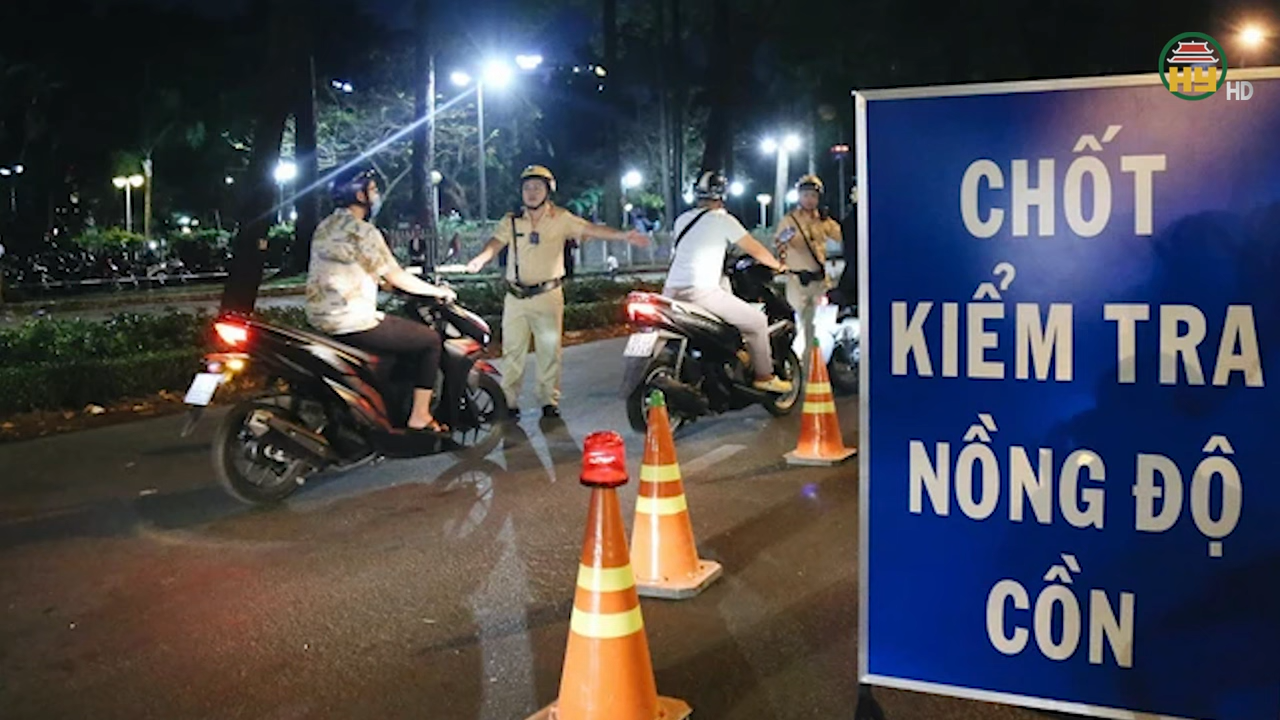 HY HD
CHỐT
KIỂM TRA
NỒNG ĐỘ
CỒN